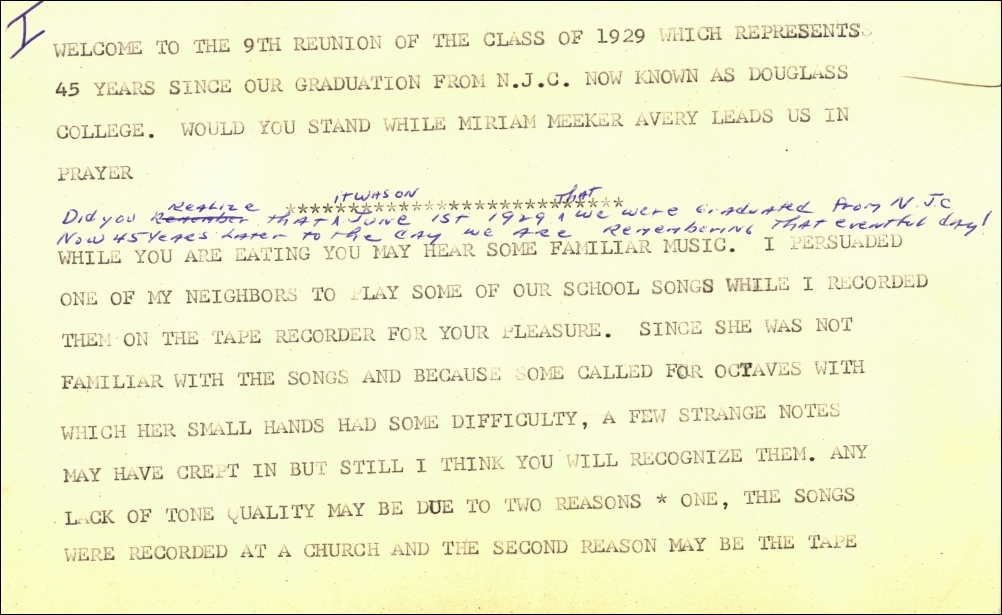 I
WELCOME TO THE 9TH REUNION OF THE CLASS OF 1929 WHICH REPRESENTS
45 YEARS SINCE OUR GRADUATION FROM N.J.C. NOW KNOWN AS DOUGLASS
COLLEGE. WOULD YOU STAND WHILE MIRIAM MEEKER AVERY LEADS US IN
PRAYER
********************************
Did you Remember Realize that it was on June 1st 1929 that we were Graduated from N.J.C
Now 45 Years Later to the day we are remembering that eventful day!
WHILE YOU ARE EATING YOU MAY HEAR SOME FAMILIAR MUSIC. I PERSUADED
ONE OF MY NEIGHBORS TO PLAY SOME OF OUR SCHOOL SONGS WHILE I RECORDED
THEM ON THE TAPE RECORDER FOR YOUR PLEASURE. SINCE SHE WAS NOT
FAMILIAR WITH THE SONGS AND BECAUSE SOME CALLED FOR OCTAVES WITH
WHICH HER SMALL HANDS HAD SOME DIFFICULTY, A FEW STRANGE NOTES
MAY HAVE CREPT IN BUT STILL I THINK YOU WILL RECOGNIZE THEM. ANY
LACK OF TONE QUALITY MAY BE DUE TO TWO REASONS * ONE, THE SONGS
WERE RECORDED AT A CHURCH AND THE SECOND REASON MAY BE THE TAPE